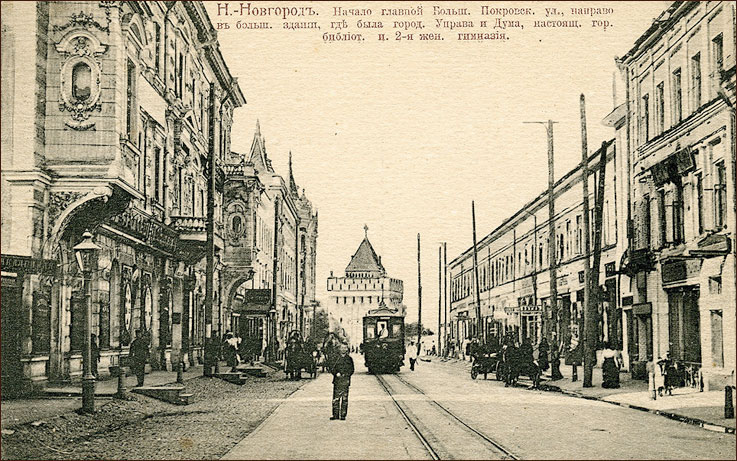 Н.-Новгородъ. Начало главной Больш. Покровск. ул., направо
въ больш. зданіи, гдѣ была город. Управа и Дума, настоящ. гор.
библіот. и 2-я жен. гимназія.